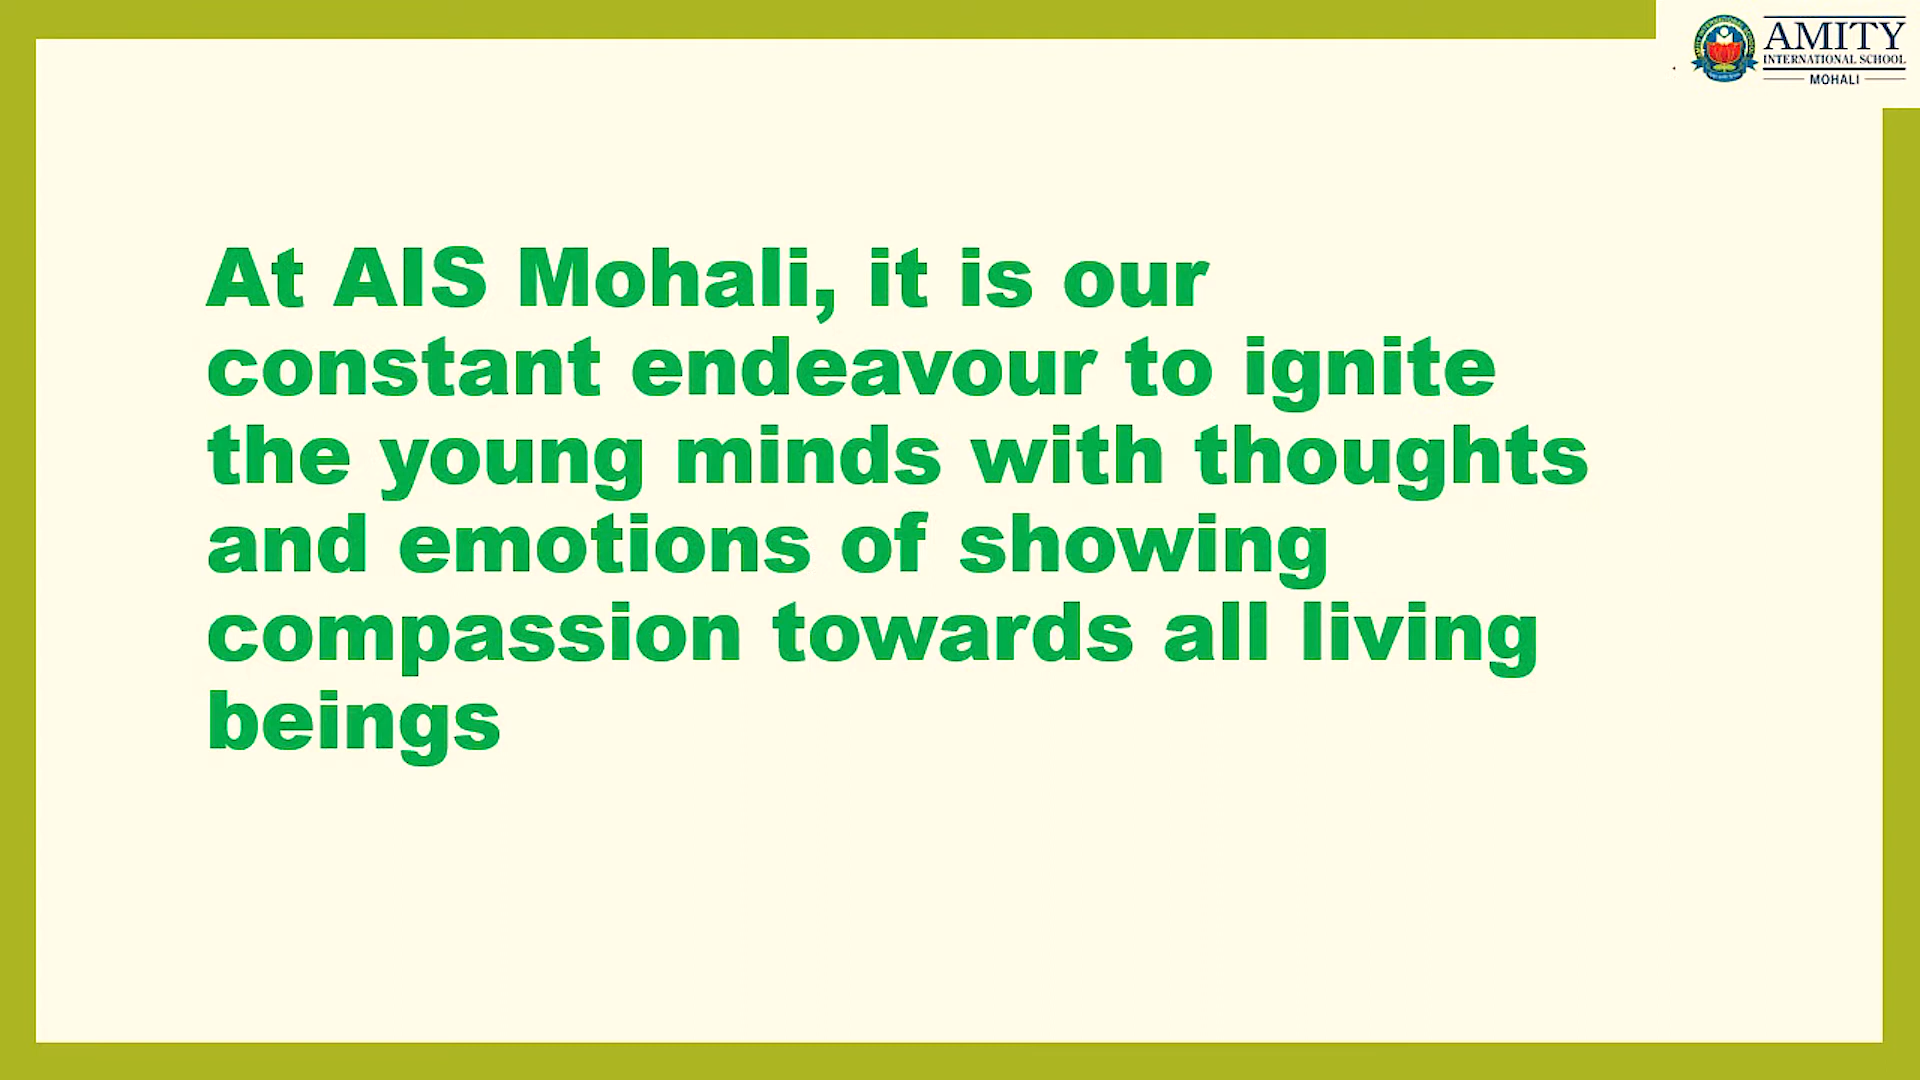 AMITY
INTERNATIONAL SCHOOL
MOHALI
At AIS Mohali, it is our
constant endeavour to ignite
the young minds with thoughts
and emotions of showing
compassion towards all living
beings